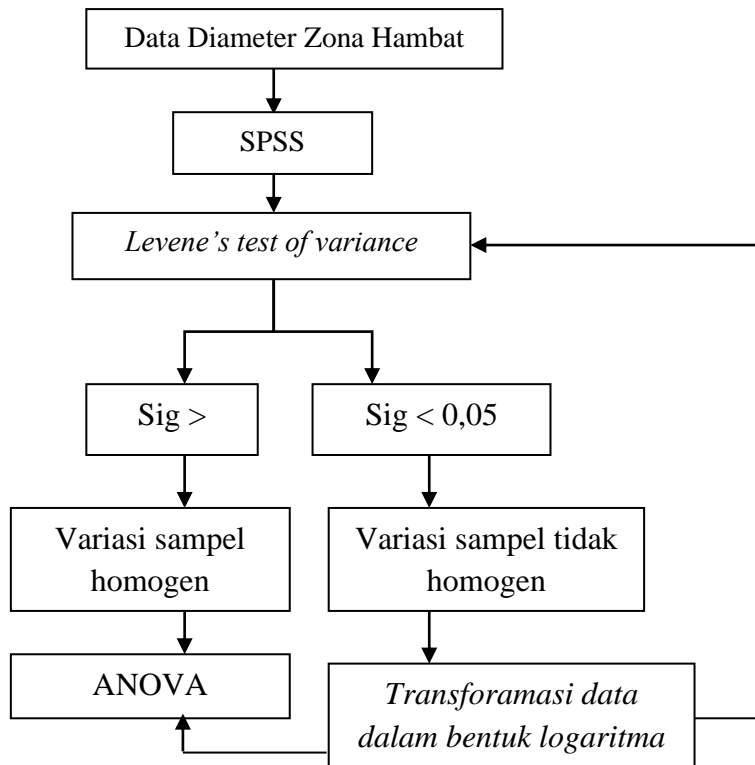 Data Diameter Zona Hambat
SPSS
Levene’s test of variance
Sig >
Sig < 0,05
Variasi sampel
homogen
Variasi sampel tidak
homogen
ANOVA
Transforamasi data
dalam bentuk logaritma